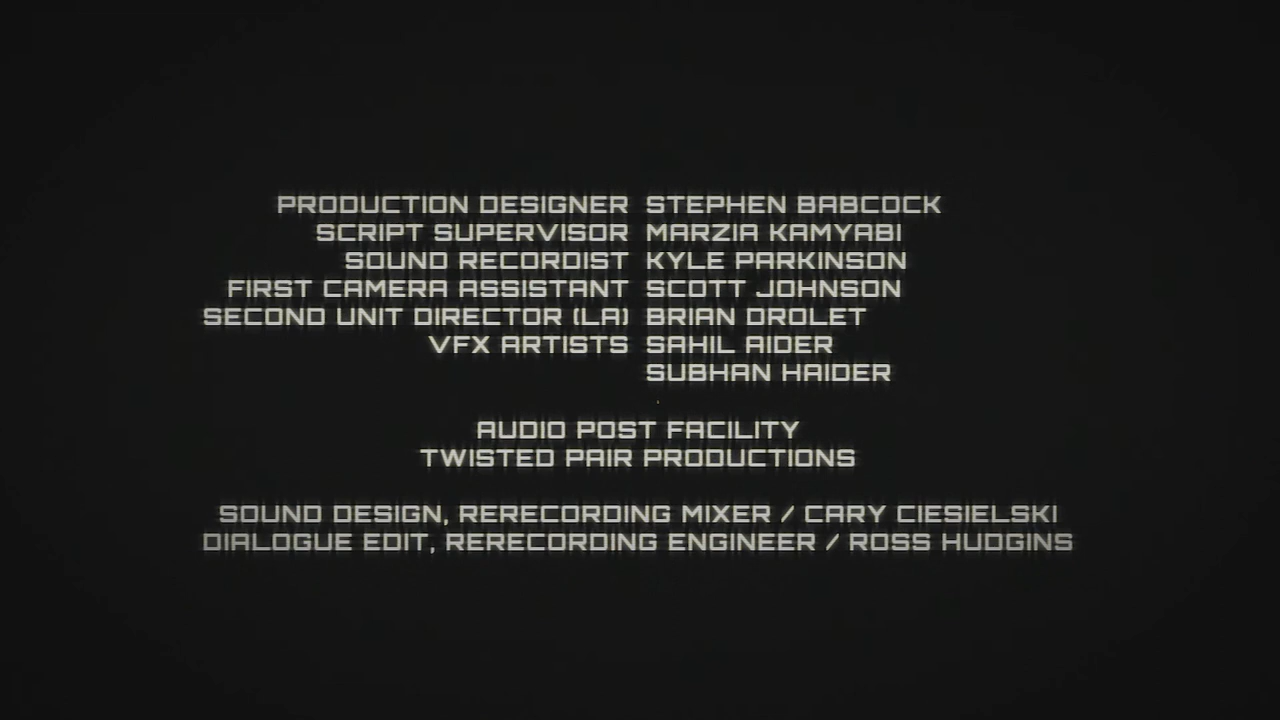 PRODUCTION DESIGNER STEPHEN BABCOCK
SCRIPT SUPERVISOR MARZIA KAMYABI
SOUND RECORDIST KYLE PARKINSON
FIRST CAMERA ASSISTANT SCOTT JOHNSON
SECOND UNIT DIRECTOR (LA) BRIAN DROLET
VFX ARTISTS SAHIL AIDER
SUBHAN HAIDER
AUDIO POST FACILITY
TWISTED PAIR PRODUCTIONS
SOUND DESIGN, RERECORDING MIXER / CARY CIESIELSKI
DIALOGUE EDIT, RERECORDING ENGINEER / ROSS HUDGINS